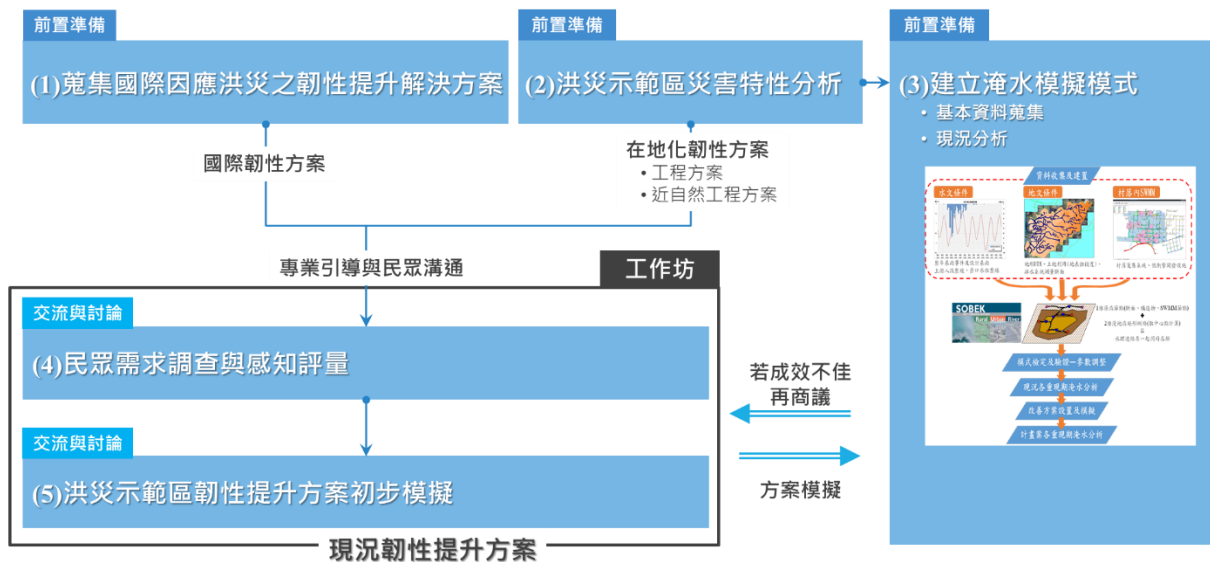 前置準備
(1)蒐集國際因應洪災之韌性提升解決方案
前置準備
(2)洪災示範區災害特性分析
前置準備
(3)建立淹水模擬模式
• 基本資料蒐集
• 現況分析
國際韌性方案
在地化韌性方案
• 工程方案
• 近自然工程方案
專業引導與民眾溝通
工作坊
交流與討論
(4)民眾需求調查與感知評量
交流與討論
(5)洪災示範區韌性提升方案初步模擬
現況韌性提升方案
若成效不佳
再商議
方案模擬
資料收集及建置
水文條件
地文條件
村落內SWMM
SOBEK
Rural Urban River
模式檢定及驗證—參數調整
現況各重現期淹水分析
改善方案設置及模擬
計畫案各重現期淹水分析